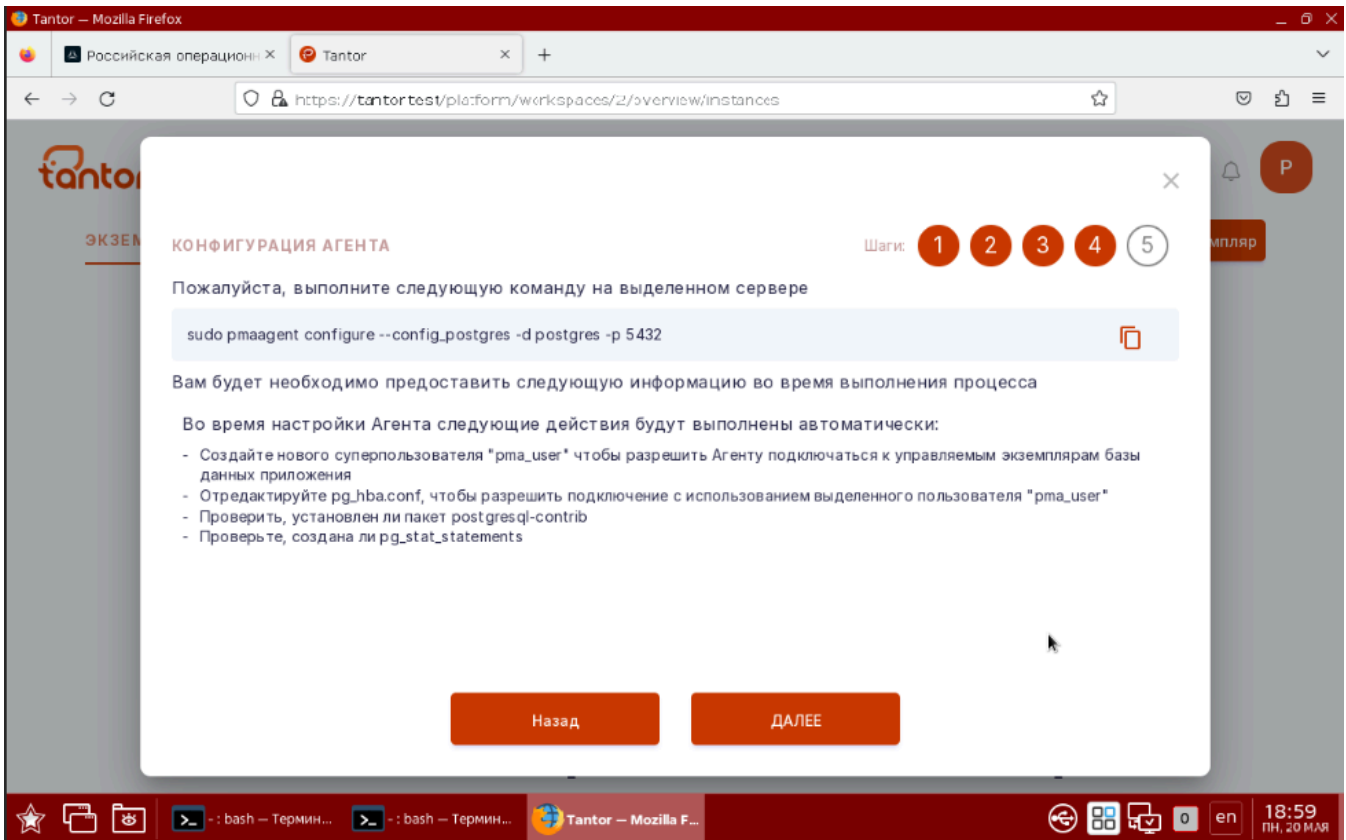 Tantor — Mozilla Firefox
Российская операционн
Tantor
https://tantor.test/platform/workspaces/2/overview/instances
tantor
P
ЭКЗЕМ
мпляр
КОНФИГУРАЦИЯ АГЕНТА
Шаги: 1 2 3 4 5
Пожалуйста, выполните следующую команду на выделенном сервере
sudo pmaagent configure --config_postgres -d postgres -p 5432
Вам будет необходимо предоставить следующую информацию во время выполнения процесса
Во время настройки Агента следующие действия будут выполнены автоматически:
- Создайте нового суперпользователя "pma_user" чтобы разрешить Агенту подключаться к управляемым экземплярам базы
данных приложения
- Отредактируйте pg_hba.conf, чтобы разрешить подключение с использованием выделенного пользователя "pma_user"
- Проверить, установлен ли пакет postgresql-contrib
- Проверьте, создана ли pg_stat_statements
Назад
ДАЛЕЕ
- : bash — Термин...
- : bash — Термин...
Tantor — Mozilla F...
0
en
18:59
ПН, 20 МАЯ